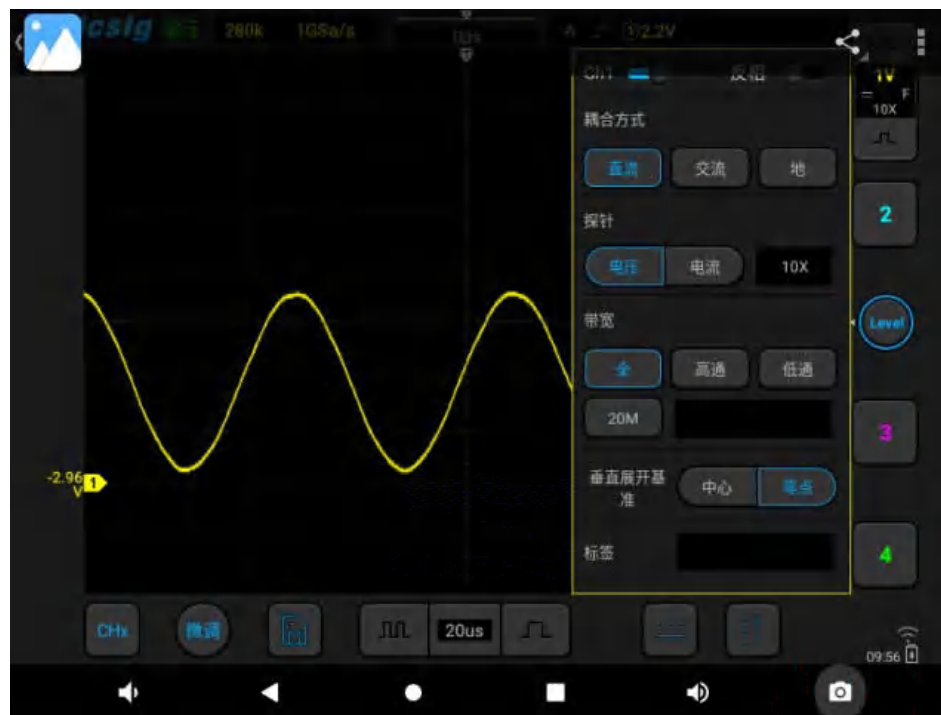 280k 1GSa/s 2.2V
Ch1 反相
1V
F
10X
耦合方式
直流 交流 地
2
探针
电压 电流 10X
带宽
Level
全 高通 低通
20M
3
-2.96
V
1
垂直展开基
准
中心 零点
标签
4
CHx 微调 20us
09:56